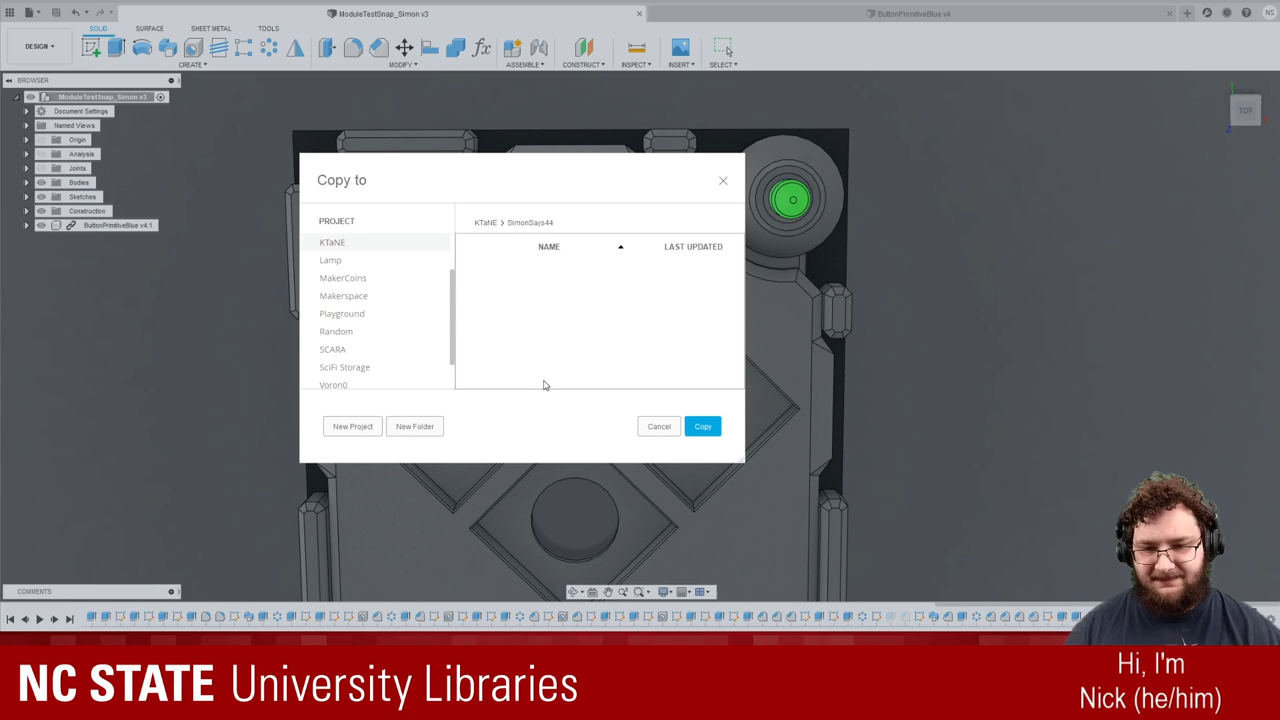 ModuleTestSnap_Simon v3
ButtonPrimitiveBlue v4
NS
SOLID
SURFACE
SHEET METAL
TOOLS
DESIGN
CREATE
MODIFY
ASSEMBLE
CONSTRUCT
INSPECT
INSERT
SELECT
BROWSER
ModuleTestSnap_Simon v3
Document Settings
Named Views
Origin
Analysis
Joints
Bodies
Sketches
Construction
ButtonPrimitiveBlue v4:1
TOP
Y
Z
Copy to
PROJECT
KTaNE > SimonSays44
KTaNE
NAME
LAST UPDATED
Lamp
MakerCoins
Makerspace
Playground
Random
SCARA
SciFi Storage
Voron0
New Project
New Folder
Cancel
Copy
COMMENTS
NC STATE University Libraries
Hi, I'm
Nick (he/him)